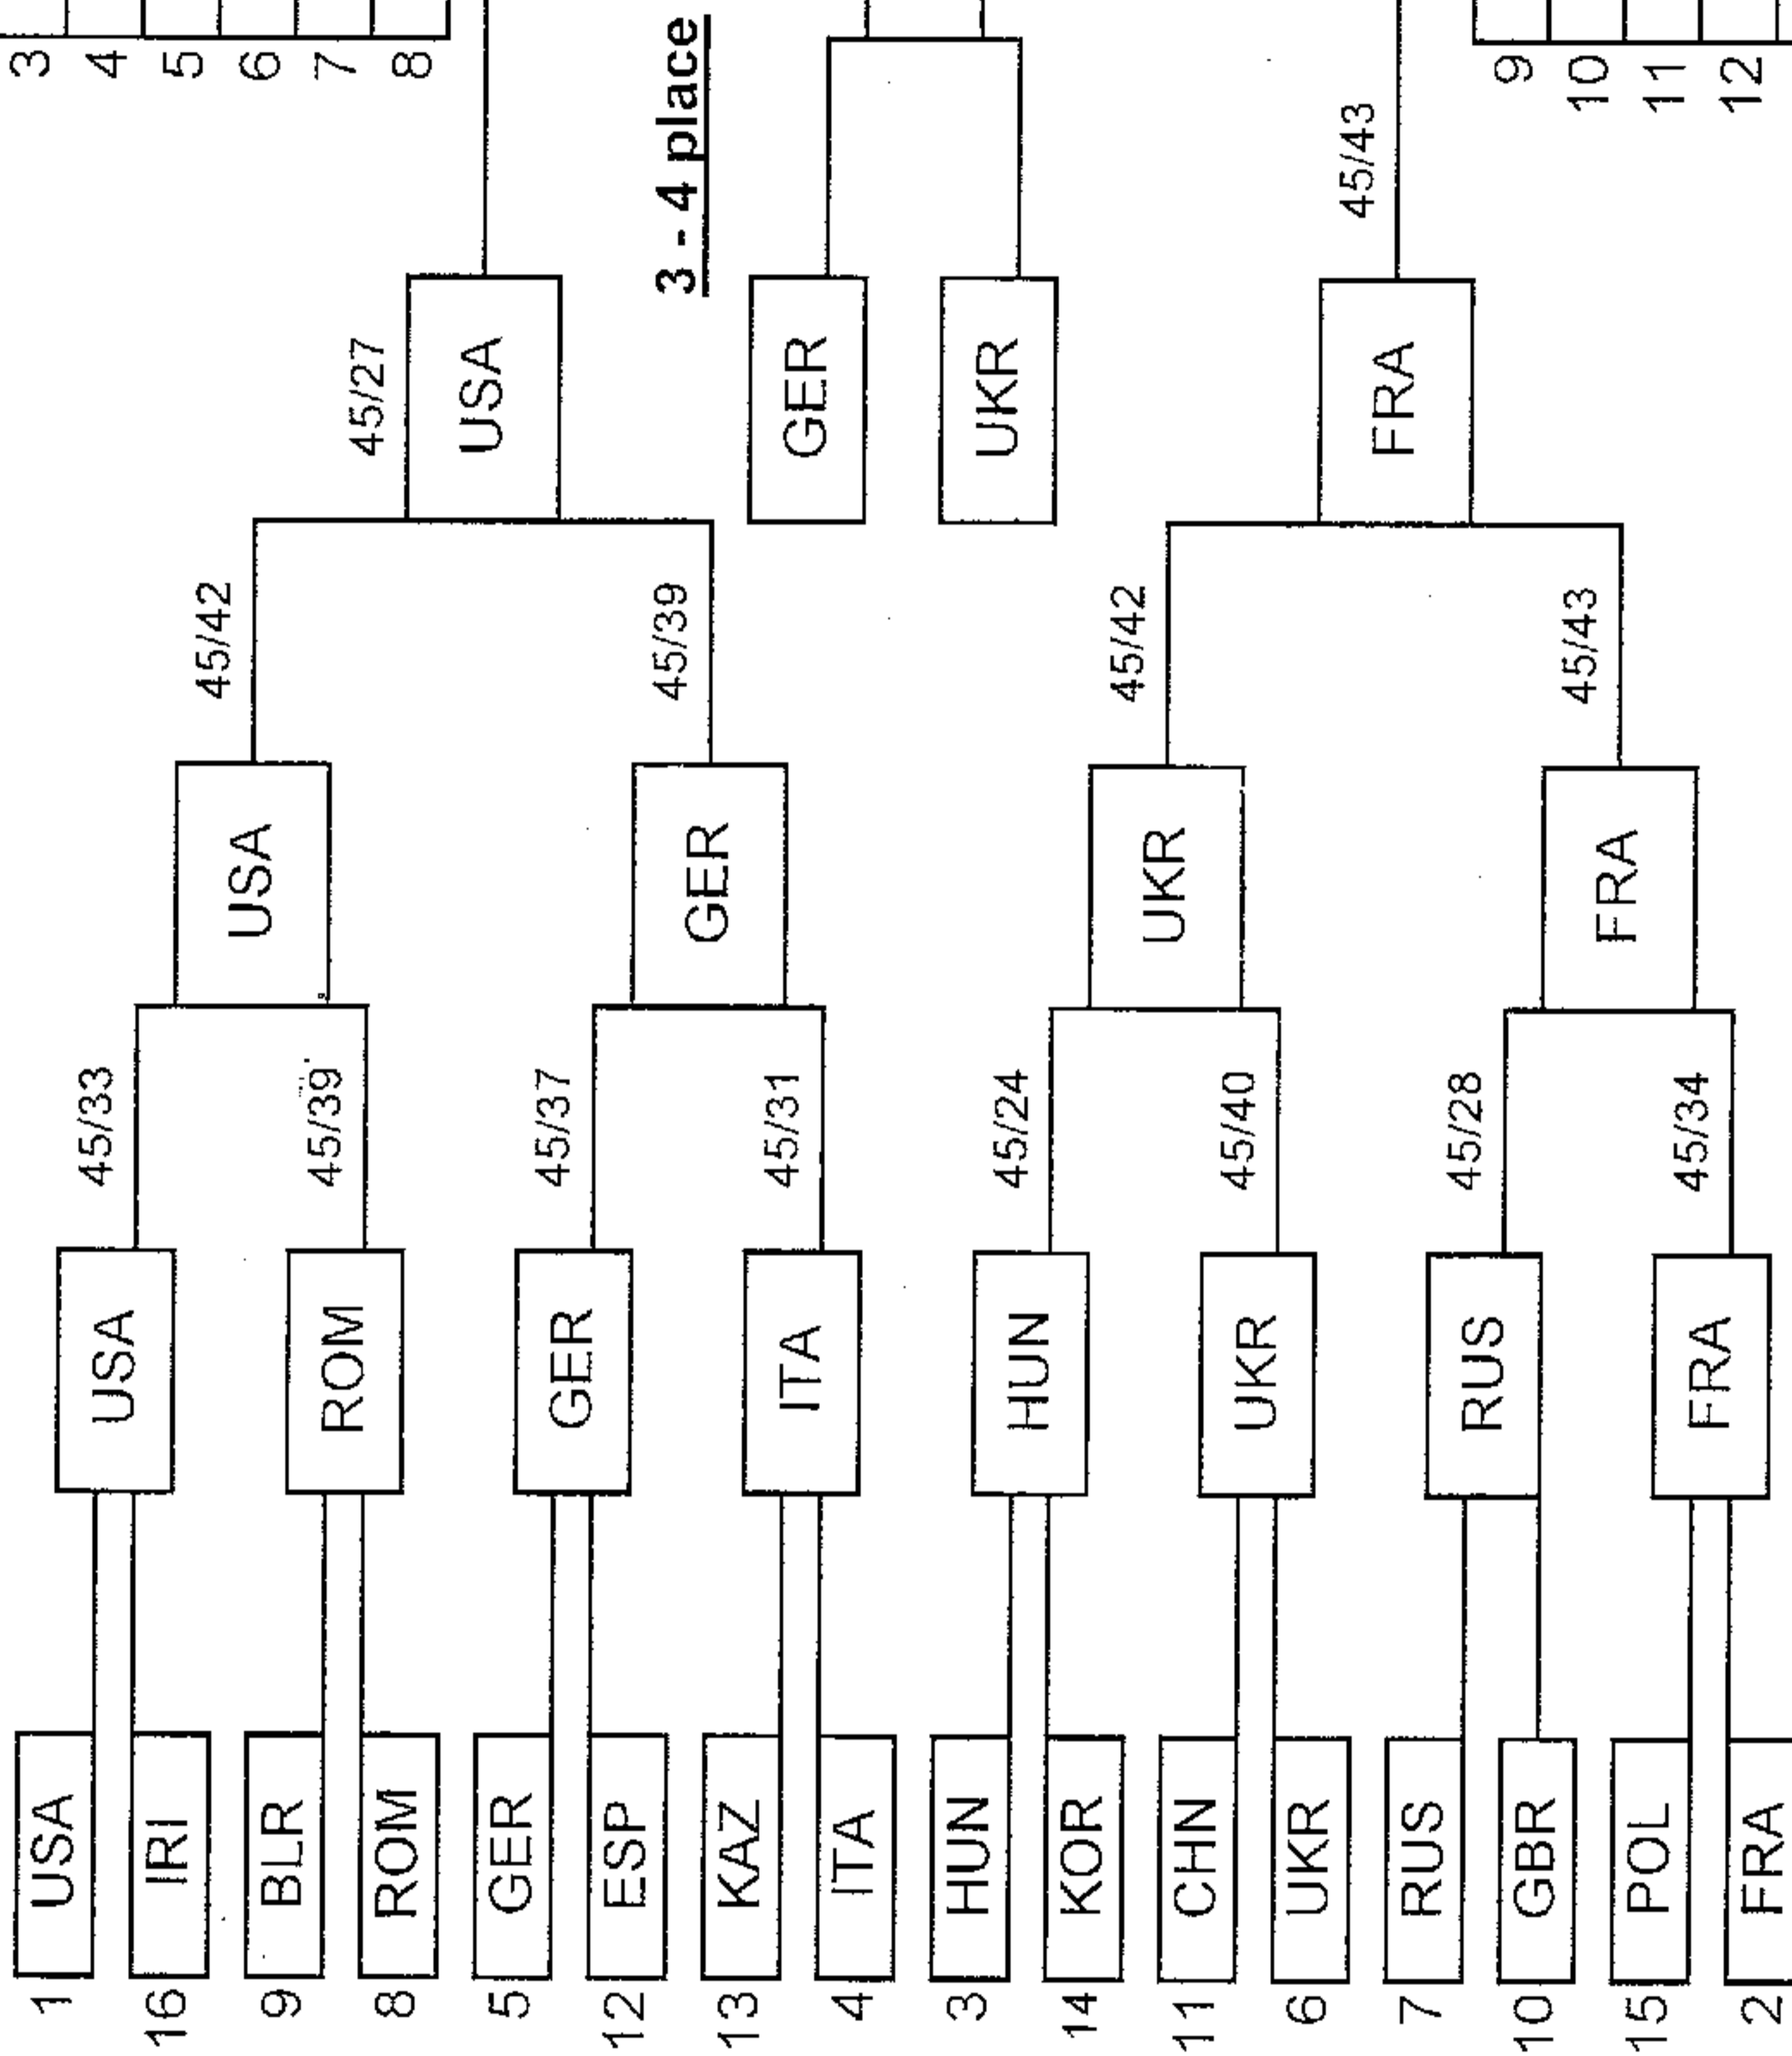 1 USA
16 IRI
9 BLR
8 ROM
5 GER
12 ESP
13 KAZ
4 ITA
3 HUN
14 KOR
11 CHN
6 UKR
7 RUS
10 GBR
15 POL
2 FRA
USA 45/33
ROM 45/39
GER 45/37
ITA 45/31
HUN 45/24
UKR 45/40
RUS 45/28
FRA 45/34
USA 45/42
GER 45/39
UKR 45/42
FRA 45/43
45/27
USA
3 - 4 place
GER
UKR
FRA 45/43
3
4
5
6
7
8
9
10
11
12